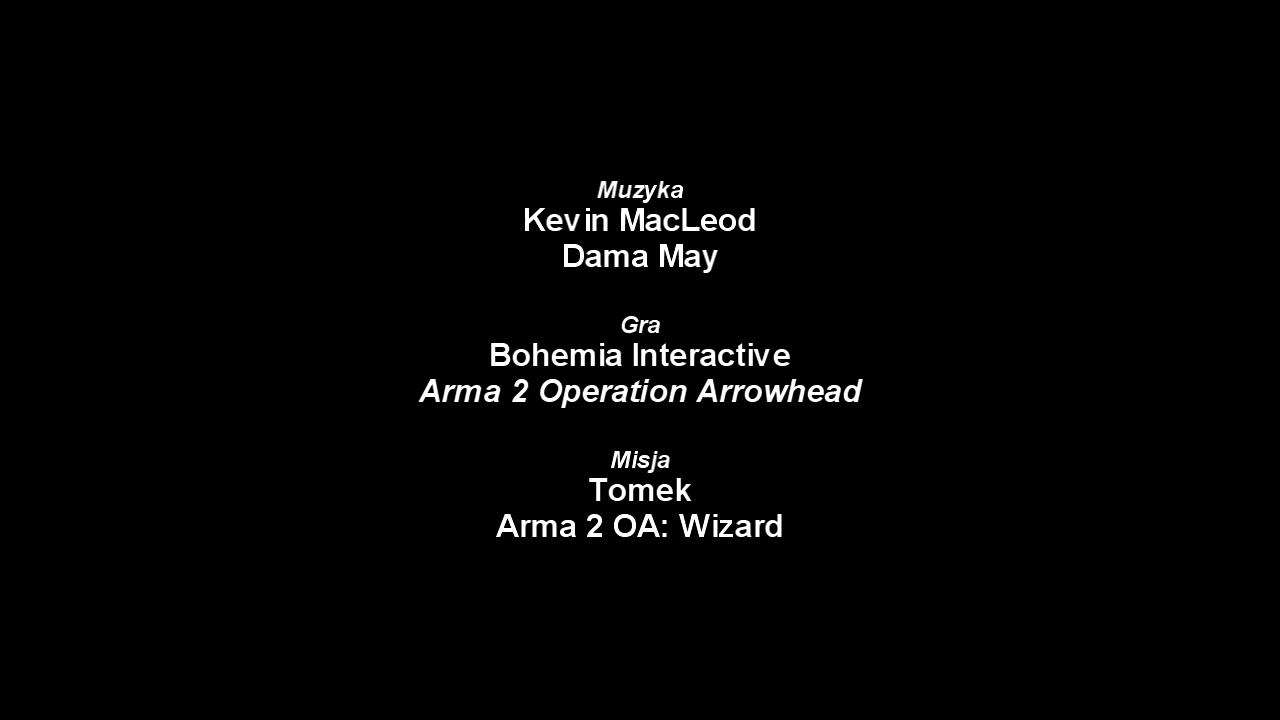 Muzyka
Kevin MacLeod
Dama May
Gra
Bohemia Interactive
Arma 2 Operation Arrowhead
Misja
Tomek
Arma 2 OA: Wizard